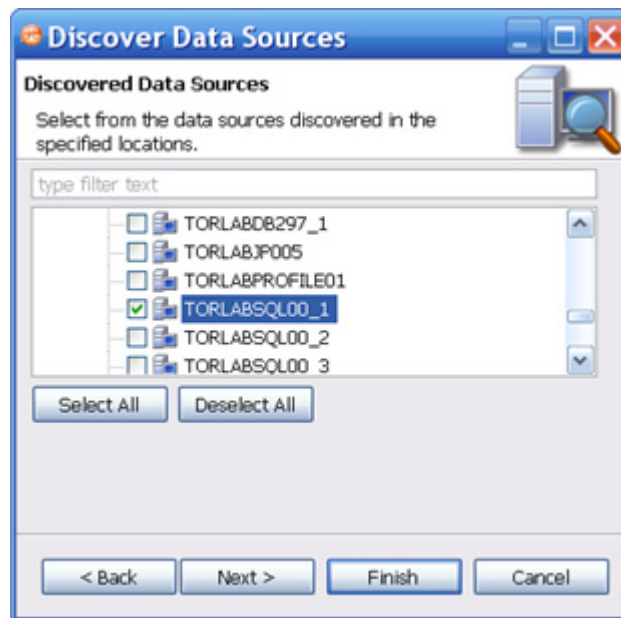 Discover Data Sources
Discovered Data Sources
Select from the data sources discovered in the
specified locations.
type filter text
TORLABDB297_1
TORLABJP005
TORLABPROFILE01
TORLABSQL00_1
TORLABSQL00_2
TORLABSQL00_3
Select All Deselect All
< Back Next > Finish Cancel